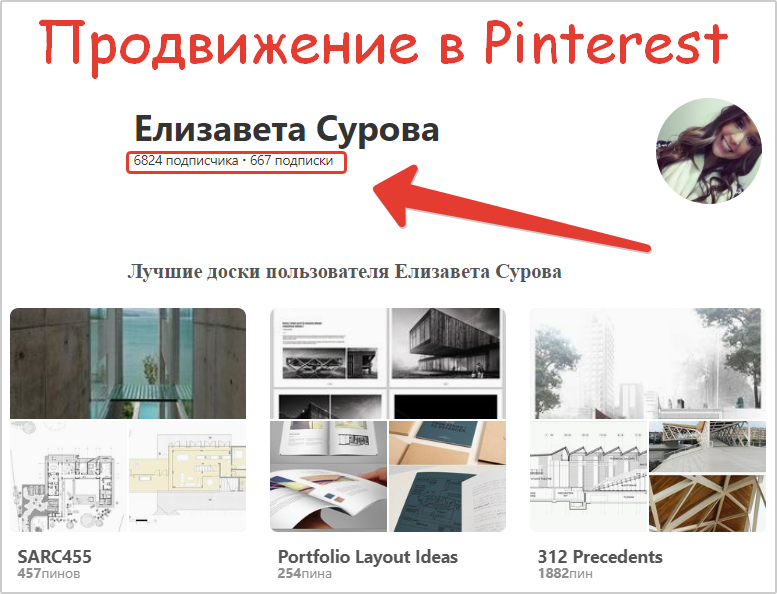 Продвижение в Pinterest
Елизавета Сурова
6824 подписчика • 667 подписки
Лучшие доски пользователя Елизавета Сурова
SARC455
457пинов
Portfolio Layout Ideas
254пина
312 Precedents
1882пин